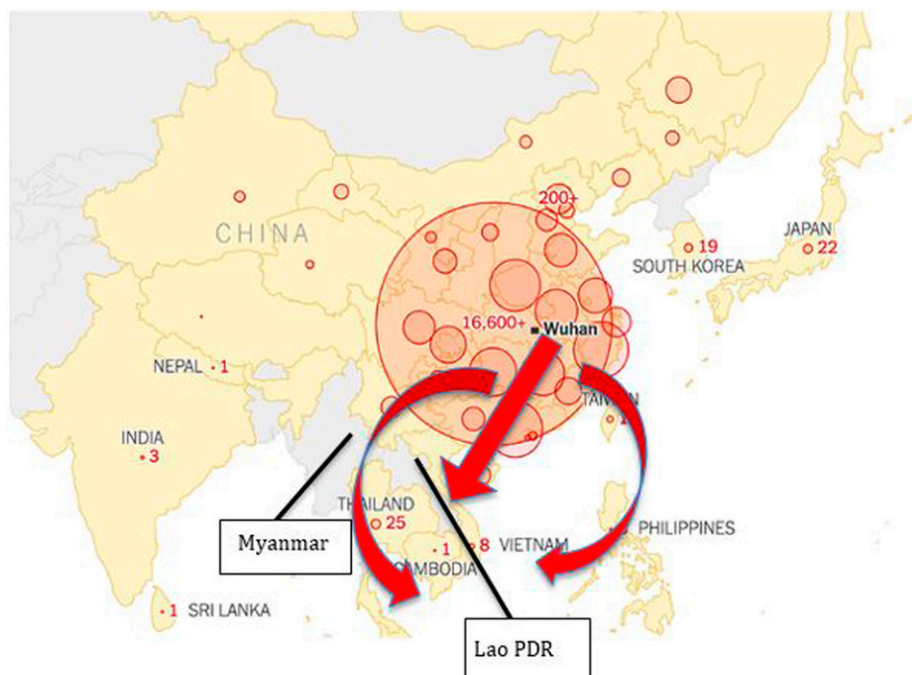 200+
CHINA
JAPAN
22
19
SOUTH KOREA
16,600+
Wuhan
NEPAL 1
TAIWAN
INDIA
3
THAILAND
25
PHILIPPINES
Myanmar
8 VIETNAM
1
CAMBODIA
1 SRI LANKA
Lao PDR